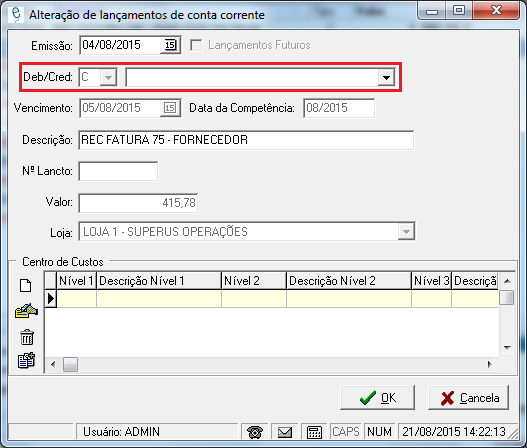 Alteração de lançamentos de conta corrente
Emissão: 04/08/2015 15 Lançamentos Futuros
Deb/Cred: C
Vencimento: 05/08/2015 15 Data da Competência: 08/2015
Descrição: REC FATURA 75 - FORNECEDOR
Nº Lancto:
Valor: 415,78
Loja: LOJA 1 - SUPERUS OPERAÇÕES
Centro de Custos
Nível 1 Descrição Nível 1 Nível 2 Descrição Nível 2 Nível 3 Descriçã
OK Cancela
Usuário: ADMIN CAPS NUM 21/08/2015 14:22:13